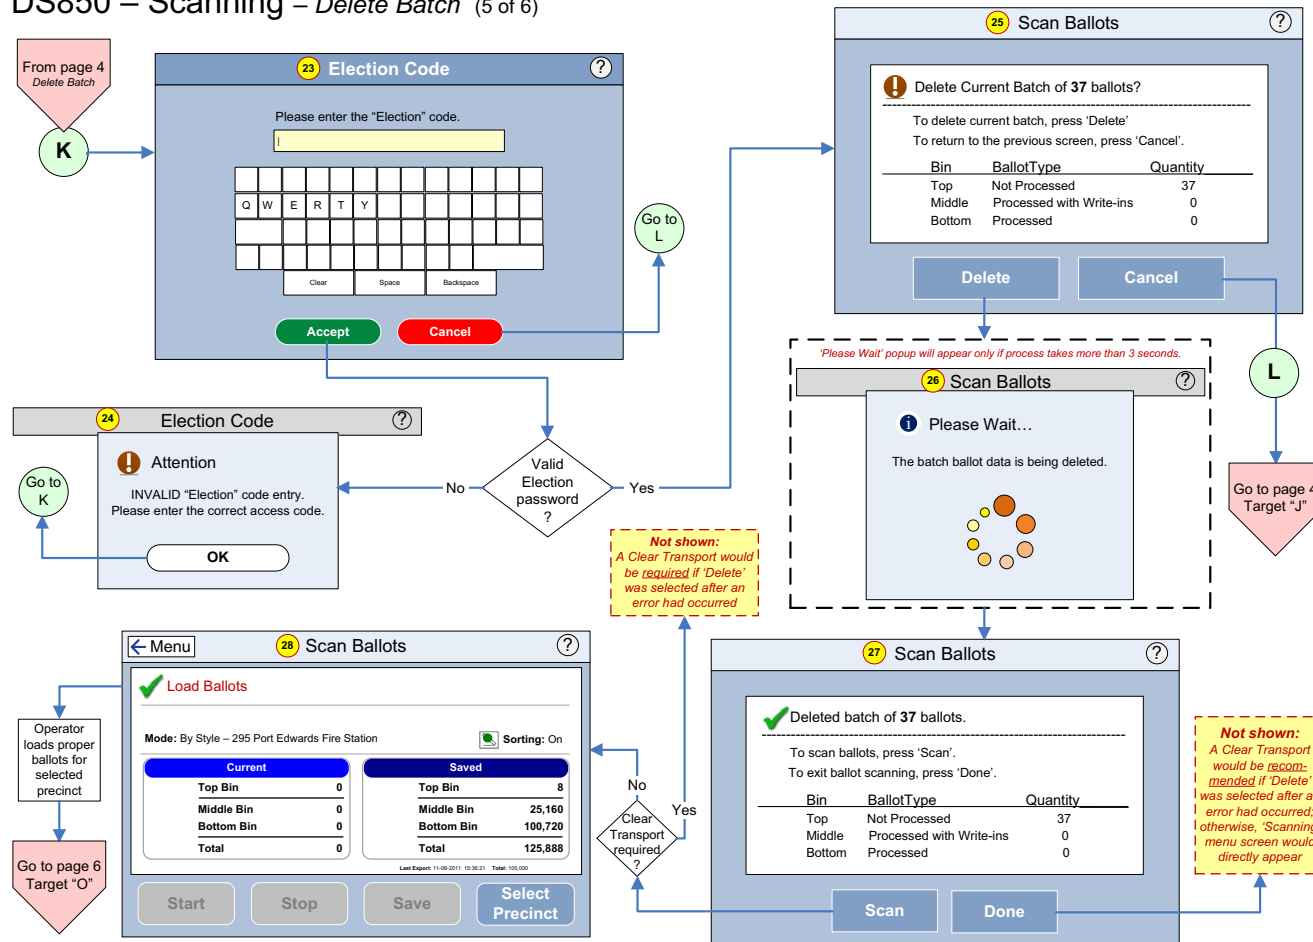 DS850 – Scanning – Delete Batch (5 of 6)
From page 4
Delete Batch
K
23 Election Code ?
Please enter the “Election” code.
Q W E R T Y
Clear Space Backspace
Accept Cancel
Go to
L
24 Election Code ?
Attention
INVALID “Election” code entry.
Please enter the correct access code.
OK
Go to
K
Valid
Election
password
?
No
Yes
25 Scan Ballots ?
Delete Current Batch of 37 ballots?
To delete current batch, press ‘Delete’
To return to the previous screen, press ‘Cancel’.
Bin BallotType Quantity
Top Not Processed 37
Middle Processed with Write-ins 0
Bottom Processed 0
Delete Cancel
L
Go to page 4
Target “J”
‘Please Wait’ popup will appear only if process takes more than 3 seconds.
26 Scan Ballots ?
Please Wait…
The batch ballot data is being deleted.
27 Scan Ballots ?
Deleted batch of 37 ballots.
To scan ballots, press ‘Scan’.
To exit ballot scanning, press ‘Done’.
Bin BallotType Quantity
Top Not Processed 37
Middle Processed with Write-ins 0
Bottom Processed 0
Scan Done
Not shown:
A Clear Transport
would be recom-
mended if ‘Delete’
was selected after a
error had occurred;
otherwise, ‘Scanning
menu screen would
directly appear
Clear
Transport
required
?
No
Yes
Not shown:
A Clear Transport would
be required if ‘Delete’
was selected after an
error had occurred
← Menu 28 Scan Ballots ?
Load Ballots
Mode: By Style – 295 Port Edwards Fire Station Sorting: On
Current Saved
Top Bin 0 Top Bin 8
Middle Bin 0 Middle Bin 25,160
Bottom Bin 0 Bottom Bin 100,720
Total 0 Total 125,888
Last Export: 11-08-2011 15:36:21 Total: 105,000
Start Stop Save Select
Precinct
Operator
loads proper
ballots for
selected
precinct
Go to page 6
Target “O”